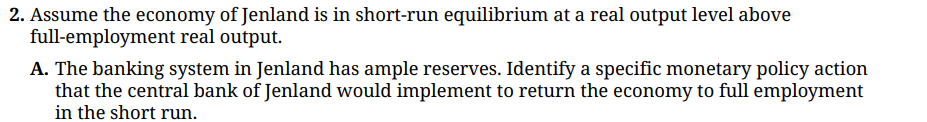 2. Assume the economy of Jenland is in short-run equilibrium at a real output level above
full-employment real output.
A. The banking system in Jenland has ample reserves. Identify a specific monetary policy action
that the central bank of Jenland would implement to return the economy to full employment
in the short run.